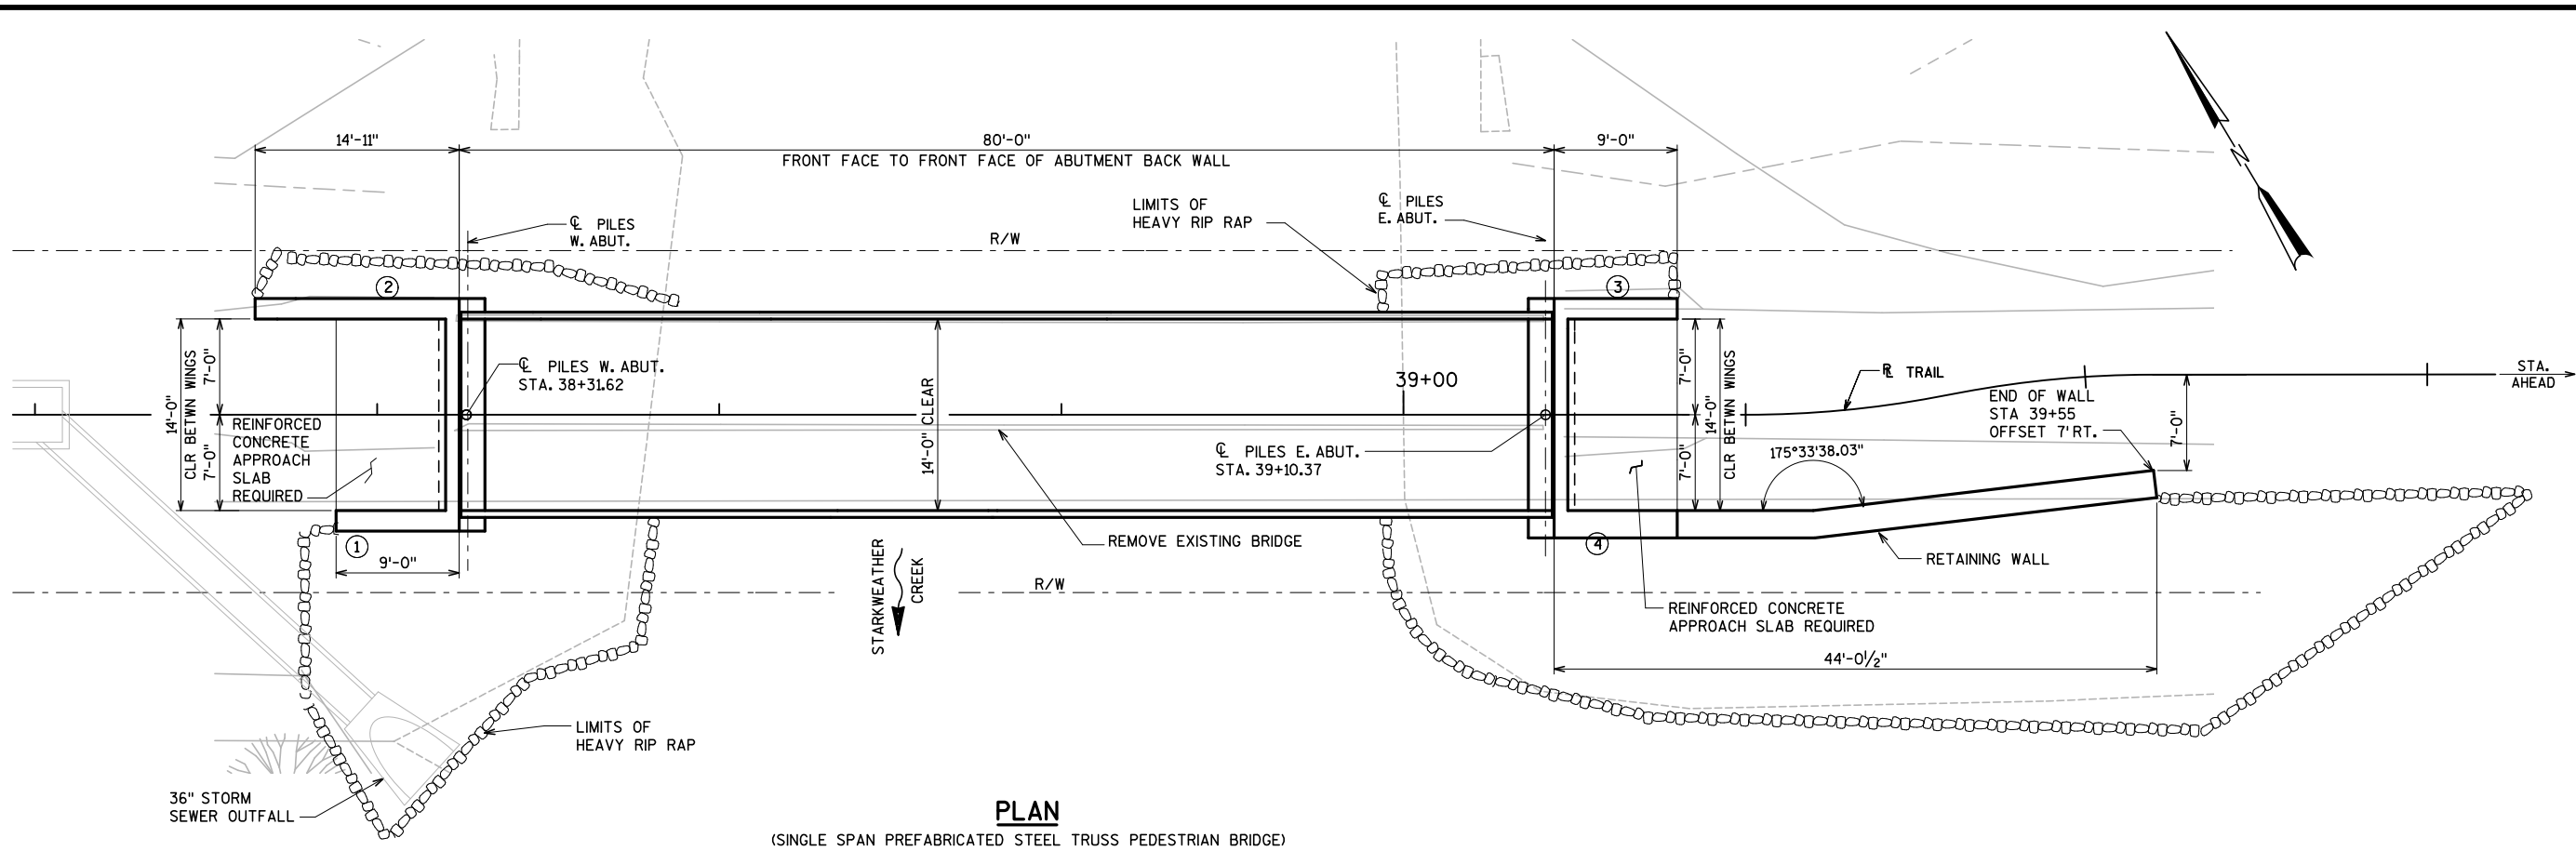 14'-11"
80'-0"
9'-0"
FRONT FACE TO FRONT FACE OF ABUTMENT BACK WALL
℄ PILES
W. ABUT.
LIMITS OF
HEAVY RIP RAP
℄ PILES
E. ABUT.
R/W
2
3
14'-0"
CLR BETWN WINGS
7'-0"
7'-0"
℄ PILES W. ABUT.
STA. 38+31.62
14'-0" CLEAR
39+00
7'-0"
7'-0"
14'-0"
CLR BETWN WINGS
℞ TRAIL
STA.
AHEAD
END OF WALL
STA 39+55
OFFSET 7' RT.
7'-0"
REINFORCED
CONCRETE
APPROACH
SLAB
REQUIRED
℄ PILES E. ABUT.
STA. 39+10.37
175°33'38.03"
1
4
9'-0"
REMOVE EXISTING BRIDGE
RETAINING WALL
STARKWEATHER
CREEK
R/W
REINFORCED CONCRETE
APPROACH SLAB REQUIRED
44'-0½"
LIMITS OF
HEAVY RIP RAP
36" STORM
SEWER OUTFALL
PLAN
(SINGLE SPAN PREFABRICATED STEEL TRUSS PEDESTRIAN BRIDGE)